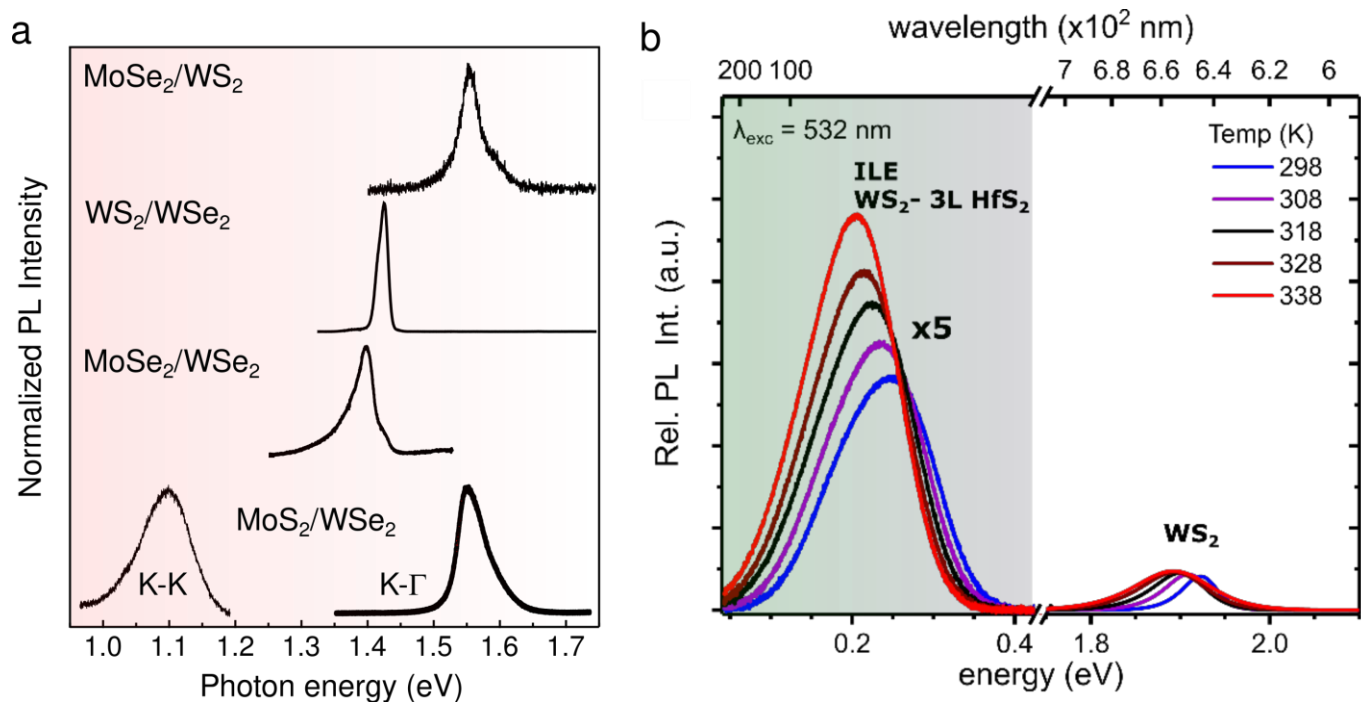 a
Normalized PL Intensity
MoSe₂/WS₂
WS₂/WSe₂
MoSe₂/WSe₂
MoS₂/WSe₂
K-K
K-Γ
1.0 1.1 1.2 1.3 1.4 1.5 1.6 1.7
Photon energy (eV)
b
wavelength (x10² nm)
200 100 7 6.8 6.6 6.4 6.2 6
λexc = 532 nm
ILE
WS₂- 3L HfS₂
x5
Temp (K)
298
308
318
328
338
WS₂
Rel. PL Int. (a.u.)
0.2 0.4 1.8 2.0
energy (eV)